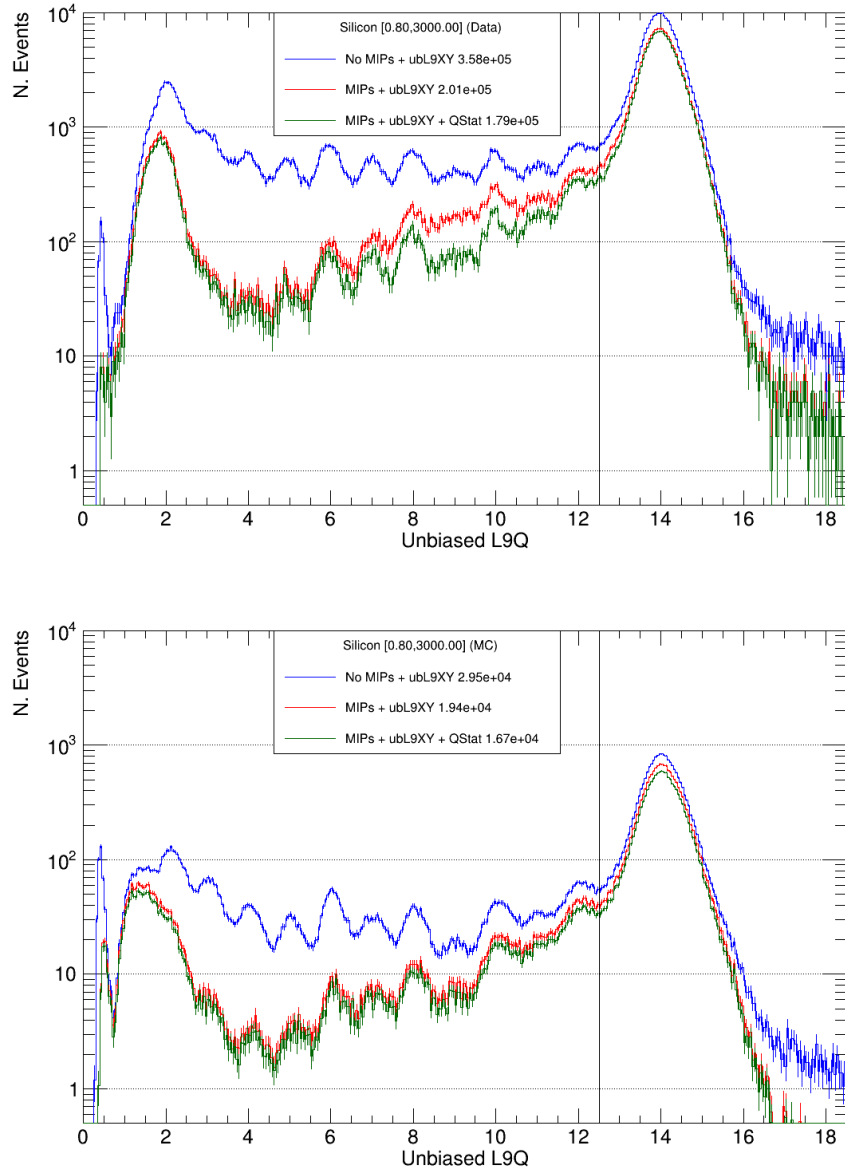 Silicon [0.80,3000.00] (Data)
No MIPs + ubL9XY 3.58e+05
MIPs + ubL9XY 2.01e+05
MIPs + ubL9XY + QStat 1.79e+05
N. Events
10^4
10^3
10^2
10
1
0 2 4 6 8 10 12 14 16 18
Unbiased L9Q
Silicon [0.80,3000.00] (MC)
No MIPs + ubL9XY 2.95e+04
MIPs + ubL9XY 1.94e+04
MIPs + ubL9XY + QStat 1.67e+04
N. Events
10^4
10^3
10^2
10
1
0 2 4 6 8 10 12 14 16 18
Unbiased L9Q